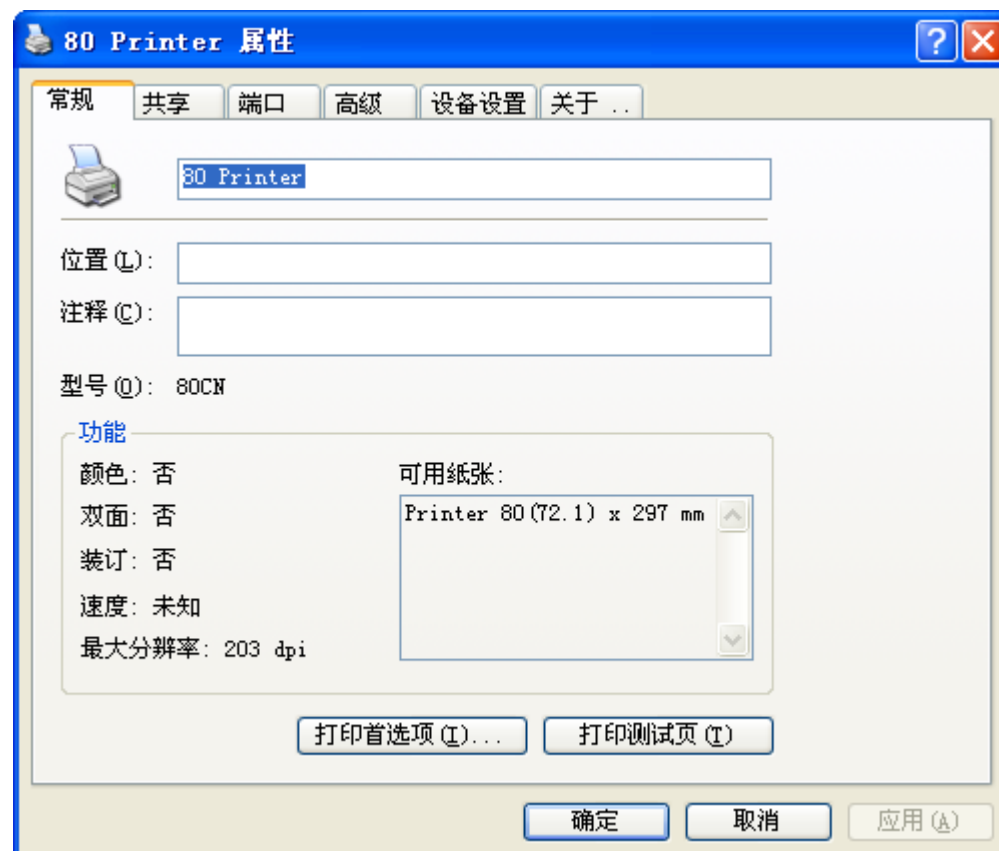 80 Printer 属性
常规 共享 端口 高级 设备设置 关于 ..
80 Printer
位置(L):
注释(C):
型号(O): 80CN
功能
颜色: 否 可用纸张:
双面: 否 Printer 80(72.1) x 297 mm
装订: 否
速度: 未知
最大分辨率: 203 dpi
打印首选项(I)... 打印测试页(T)
确定 取消 应用(A)